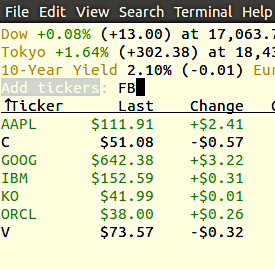 File Edit View Search Terminal Help
Dow +0.08% (+13.00) at 17,063.7
Tokyo +1.64% (+302.38) at 18,43
10-Year Yield 2.10% (-0.01) Eur
Add tickers: FB
↑Ticker Last Change
AAPL $111.91 +$2.41
C $51.08 -$0.57
GOOG $642.38 +$3.22
IBM $152.59 +$0.31
KO $41.99 +$0.01
ORCL $38.00 +$0.26
V $73.57 -$0.32